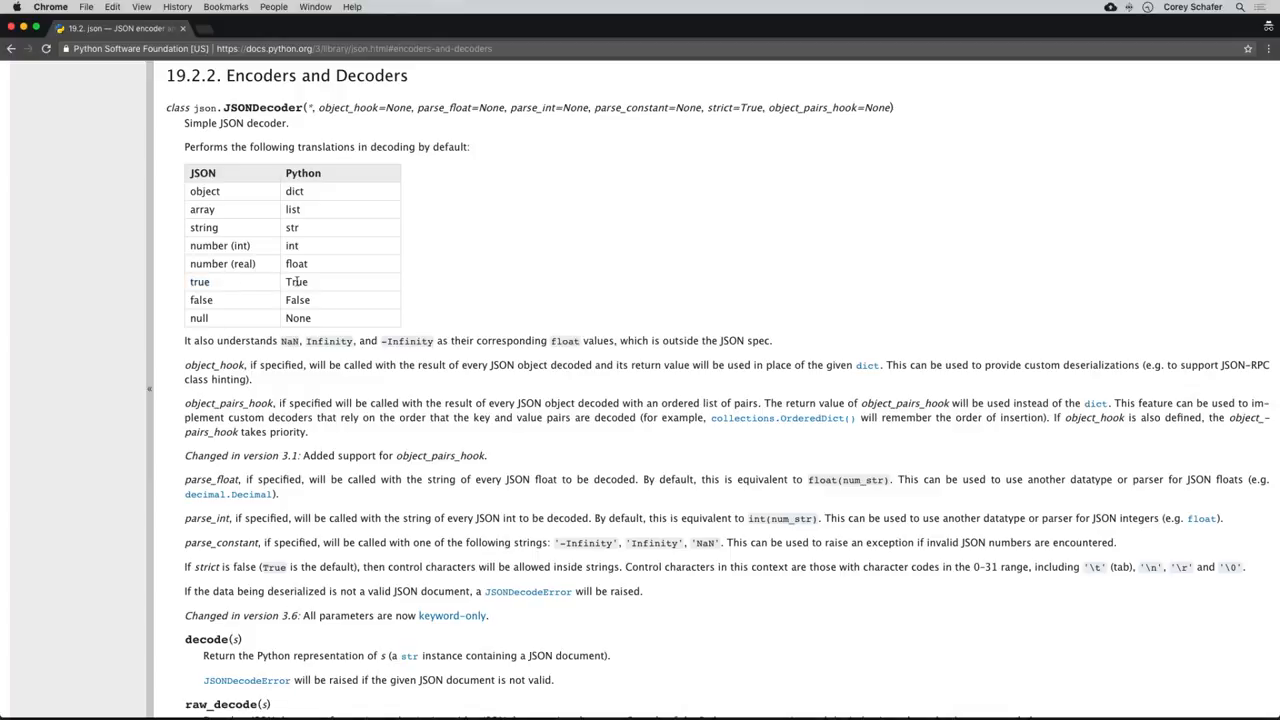 Chrome File Edit View History Bookmarks People Window Help Corey Schafer
19.2. json — JSON encoder an
Python Software Foundation [US] | https://docs.python.org/3/library/json.html#encoders-and-decoders
19.2.2. Encoders and Decoders
class json.JSONDecoder(*, object_hook=None, parse_float=None, parse_int=None, parse_constant=None, strict=True, object_pairs_hook=None)
Simple JSON decoder.
Performs the following translations in decoding by default:
JSON Python
object dict
array list
string str
number (int) int
number (real) float
true True
false False
null None
It also understands NaN, Infinity, and -Infinity as their corresponding float values, which is outside the JSON spec.
object_hook, if specified, will be called with the result of every JSON object decoded and its return value will be used in place of the given dict. This can be used to provide custom deserializations (e.g. to support JSON-RPC
class hinting).
object_pairs_hook, if specified will be called with the result of every JSON object decoded with an ordered list of pairs. The return value of object_pairs_hook will be used instead of the dict. This feature can be used to im-
plement custom decoders that rely on the order that the key and value pairs are decoded (for example, collections.OrderedDict() will remember the order of insertion). If object_hook is also defined, the object_-
pairs_hook takes priority.
Changed in version 3.1: Added support for object_pairs_hook.
parse_float, if specified, will be called with the string of every JSON float to be decoded. By default, this is equivalent to float(num_str). This can be used to use another datatype or parser for JSON floats (e.g.
decimal.Decimal).
parse_int, if specified, will be called with the string of every JSON int to be decoded. By default, this is equivalent to int(num_str). This can be used to use another datatype or parser for JSON integers (e.g. float).
parse_constant, if specified, will be called with one of the following strings: '-Infinity', 'Infinity', 'NaN'. This can be used to raise an exception if invalid JSON numbers are encountered.
If strict is false (True is the default), then control characters will be allowed inside strings. Control characters in this context are those with character codes in the 0–31 range, including '\t' (tab), '\n', '\r' and '\0'.
If the data being deserialized is not a valid JSON document, a JSONDecodeError will be raised.
Changed in version 3.6: All parameters are now keyword-only.
decode(s)
Return the Python representation of s (a str instance containing a JSON document).
JSONDecodeError will be raised if the given JSON document is not valid.
raw_decode(s)